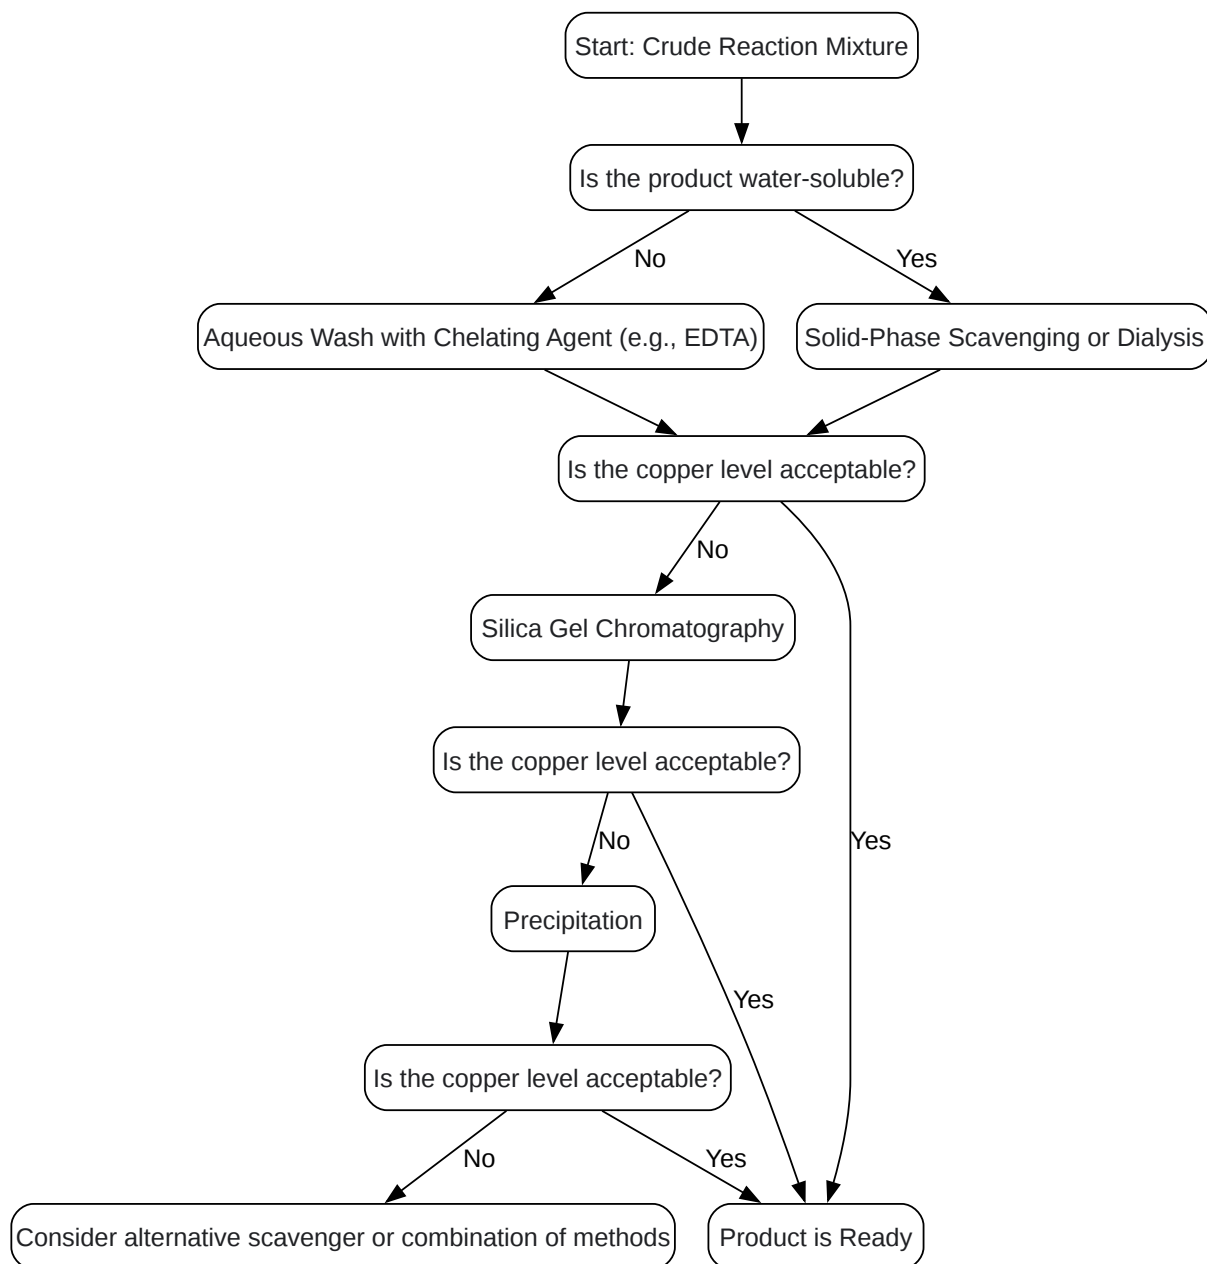 Start: Crude Reaction Mixture
Is the product water-soluble?
No
Yes
Aqueous Wash with Chelating Agent (e.g., EDTA)
Solid-Phase Scavenging or Dialysis
Is the copper level acceptable?
No
Silica Gel Chromatography
Is the copper level acceptable?
No
Yes
Precipitation
Yes
Is the copper level acceptable?
No
Yes
Consider alternative scavenger or combination of methods
Product is Ready